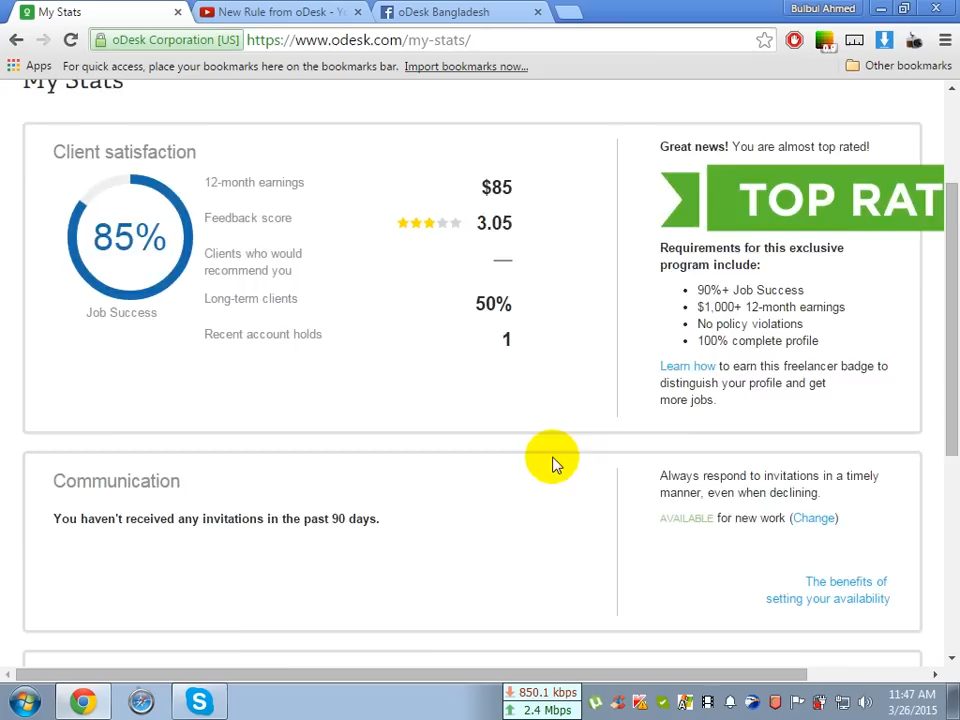 My Stats
New Rule from oDesk - Y
oDesk Bangladesh
Bulbul Ahmed
oDesk Corporation [US]
https://www.odesk.com/my-stats/
Apps
For quick access, place your bookmarks here on the bookmarks bar. Import bookmarks now...
Other bookmarks
My Stats
Client satisfaction
85%
Job Success
12-month earnings $85
Feedback score 3.05
Clients who would
recommend you —
Long-term clients 50%
Recent account holds 1
Great news! You are almost top rated!
TOP RAT
Requirements for this exclusive
program include:
• 90%+ Job Success
• $1,000+ 12-month earnings
• No policy violations
• 100% complete profile
Learn how to earn this freelancer badge to
distinguish your profile and get
more jobs.
Communication
You haven't received any invitations in the past 90 days.
Always respond to invitations in a timely
manner, even when declining.
AVAILABLE for new work (Change)
The benefits of
setting your availability
850.1 kbps
2.4 Mbps
11:47 AM
3/26/2015